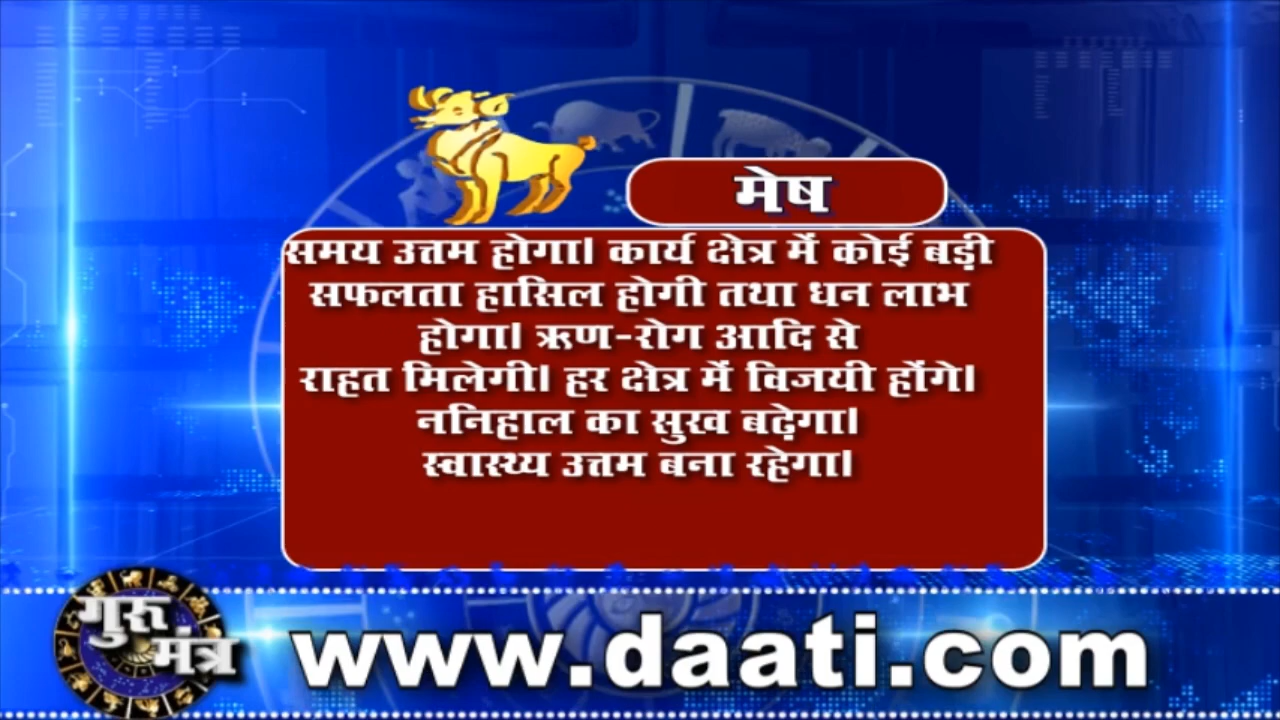 मेष
समय उत्तम होगा। कार्य क्षेत्र में कोई बड़ी
सफलता हासिल होगी तथा धन लाभ
होगा। ऋण-रोग आदि से
राहत मिलेगी। हर क्षेत्र में विजयी होंगे।
ननिहाल का सुख बढ़ेगा।
स्वास्थ्य उत्तम बना रहेगा।
गुरु
मंत्र
www.daati.com